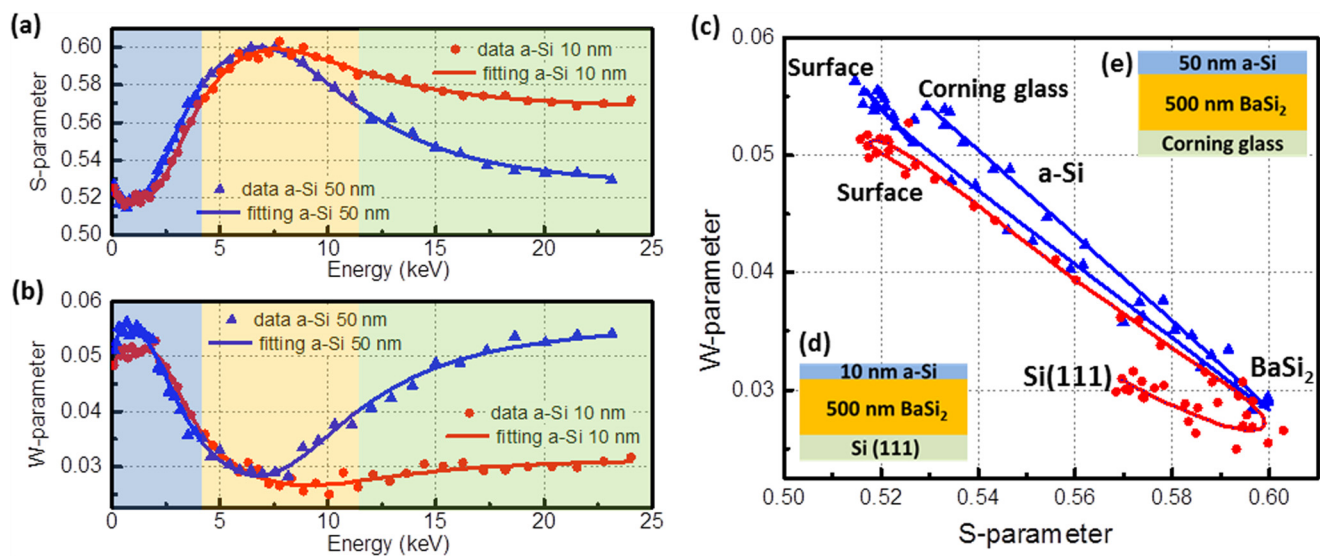 (a)
0.60
0.58
0.56
0.54
0.52
0.50
S-parameter
data a-Si 10 nm
fitting a-Si 10 nm
data a-Si 50 nm
fitting a-Si 50 nm
0 5 10 15 20 25
Energy (keV)
(b)
0.06
0.05
0.04
0.03
W-parameter
data a-Si 50 nm
fitting a-Si 50 nm
data a-Si 10 nm
fitting a-Si 10 nm
0 5 10 15 20 25
Energy (keV)
(c)
0.06
0.05
0.04
0.03
W-parameter
Surface
Corning glass
a-Si
Surface
Si(111)
BaSi2
(e)
50 nm a-Si
500 nm BaSi2
Corning glass
(d)
10 nm a-Si
500 nm BaSi2
Si (111)
0.50 0.52 0.54 0.56 0.58 0.60
S-parameter